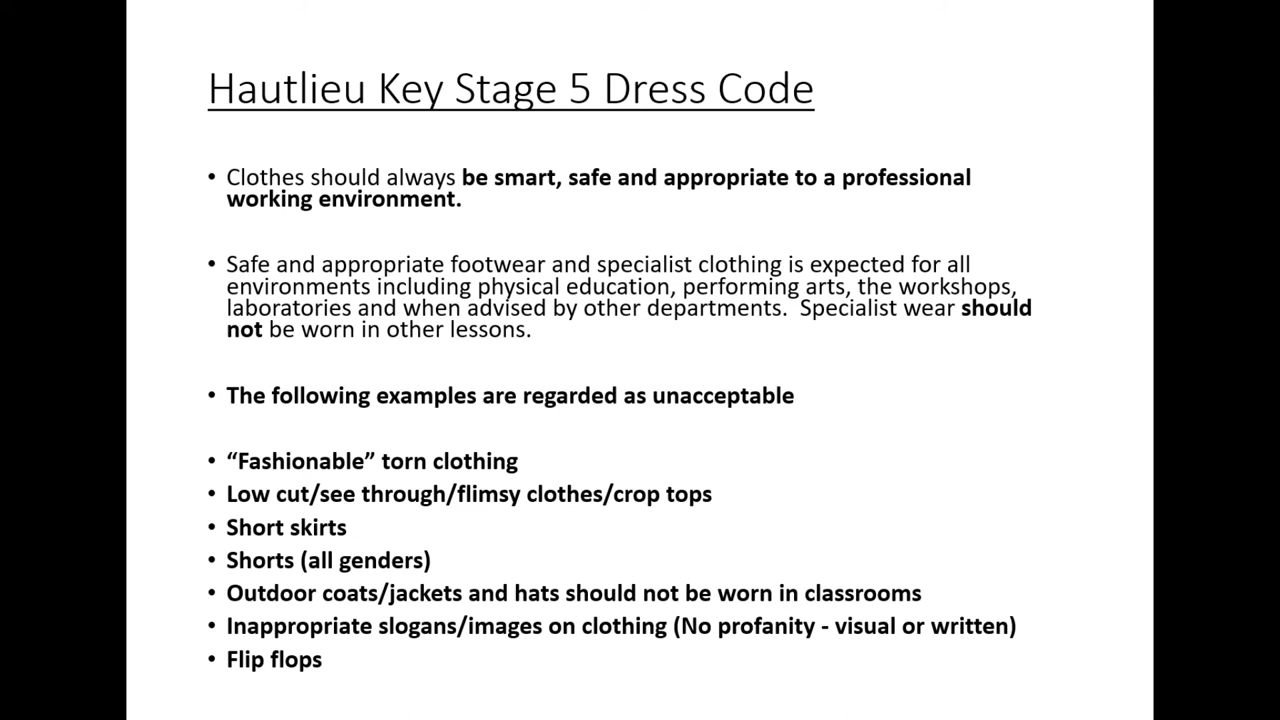 Hautlieu Key Stage 5 Dress Code
• Clothes should always be smart, safe and appropriate to a professional
working environment.
• Safe and appropriate footwear and specialist clothing is expected for all
environments including physical education, performing arts, the workshops,
laboratories and when advised by other departments.  Specialist wear should
not be worn in other lessons.
• The following examples are regarded as unacceptable
• “Fashionable” torn clothing
• Low cut/see through/flimsy clothes/crop tops
• Short skirts
• Shorts (all genders)
• Outdoor coats/jackets and hats should not be worn in classrooms
• Inappropriate slogans/images on clothing (No profanity - visual or written)
• Flip flops